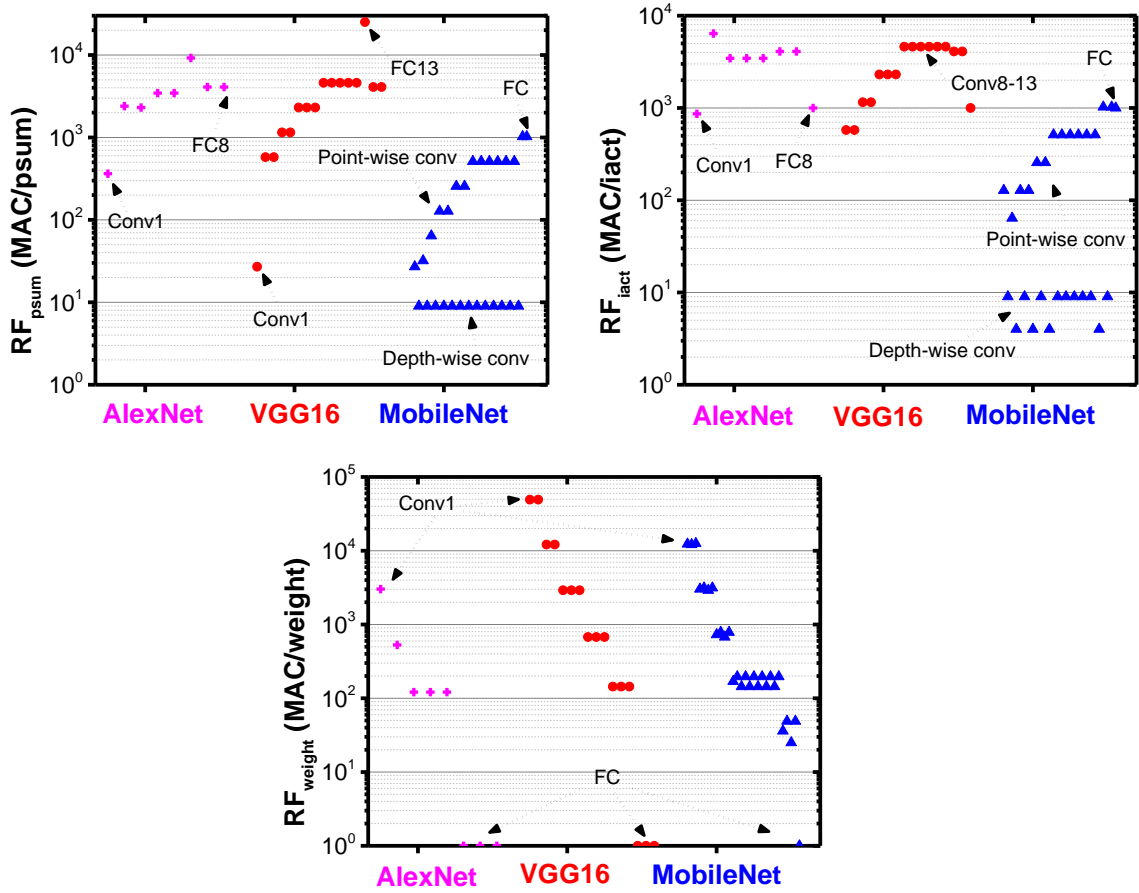 RF_psum (MAC/psum)
10^4
10^3
10^2
10^1
10^0
FC13
FC
FC8
Point-wise conv
Conv1
Conv1
Depth-wise conv
AlexNet VGG16 MobileNet
RF_iact (MAC/iact)
10^4
10^3
10^2
10^1
10^0
FC
Conv8-13
Conv1
FC8
Point-wise conv
Depth-wise conv
AlexNet VGG16 MobileNet
RF_weight (MAC/weight)
10^5
10^4
10^3
10^2
10^1
10^0
Conv1
FC
AlexNet VGG16 MobileNet